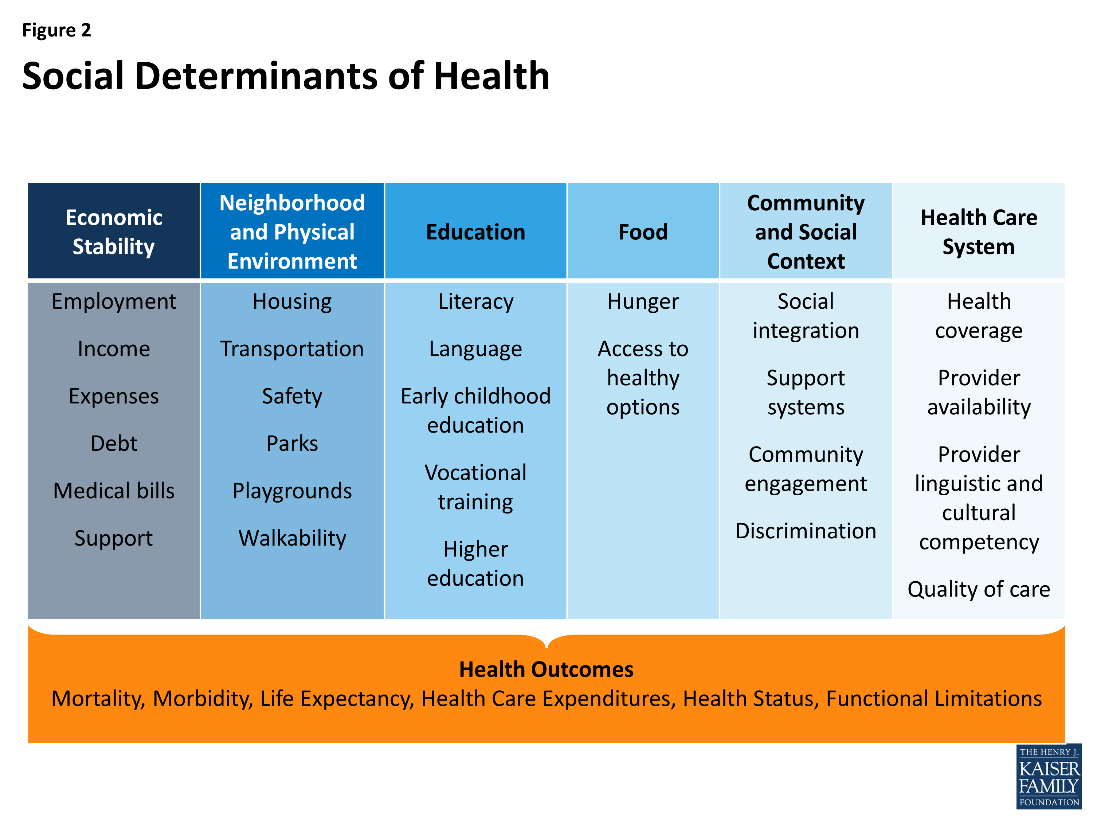 Figure 2
Social Determinants of Health
Economic
Stability
Neighborhood
and Physical
Environment
Education
Food
Community
and Social
Context
Health Care
System
Employment
Income
Expenses
Debt
Medical bills
Support
Housing
Transportation
Safety
Parks
Playgrounds
Walkability
Literacy
Language
Early childhood
education
Vocational
training
Higher
education
Hunger
Access to
healthy
options
Social
integration
Support
systems
Community
engagement
Discrimination
Health
coverage
Provider
availability
Provider
linguistic and
cultural
competency
Quality of care
Health Outcomes
Mortality, Morbidity, Life Expectancy, Health Care Expenditures, Health Status, Functional Limitations
THE HENRY J.
KAISER
FAMILY
FOUNDATION